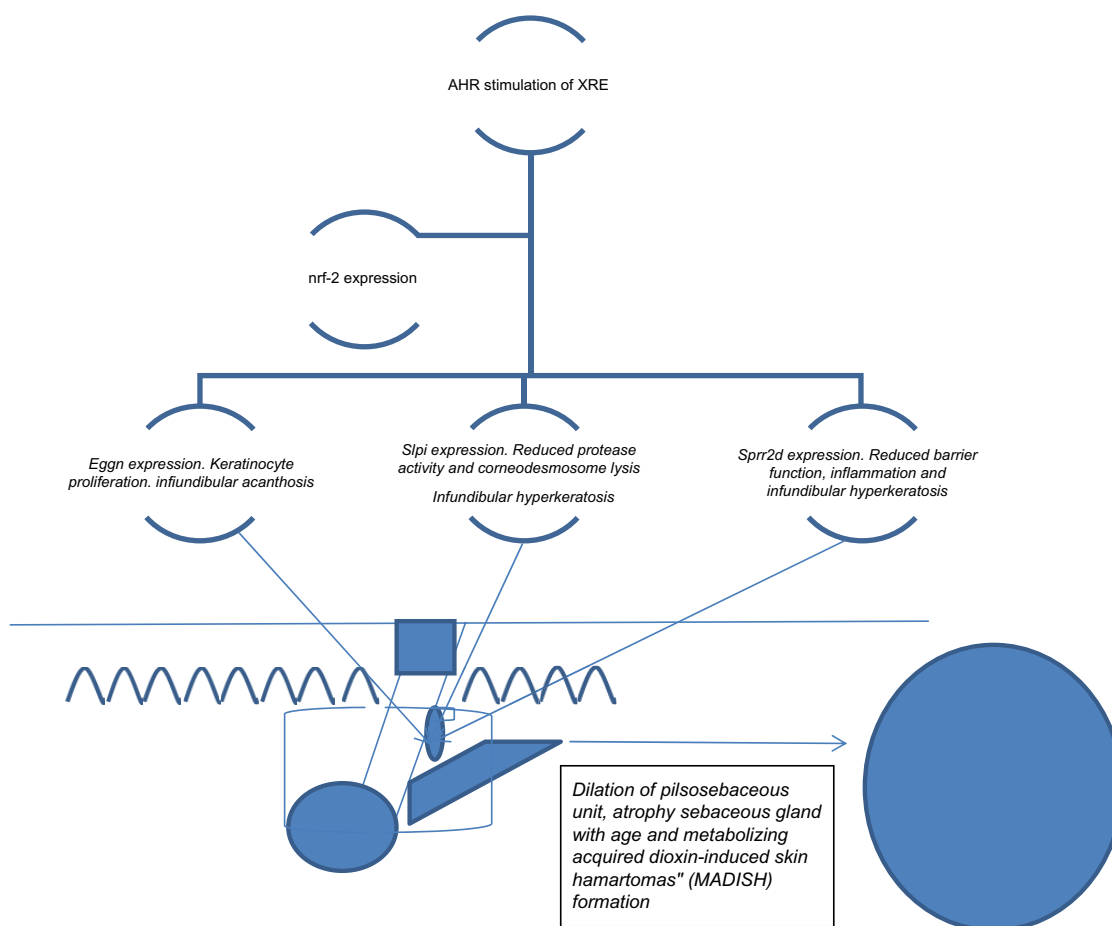 AHR stimulation of XRE
nrf-2 expression
Eggn expression. Keratinocyte
proliferation. infiundibular acanthosis
Slpi expression. Reduced protease
activity and corneodesmosome lysis
Infundibular hyperkeratosis
Sprr2d expression. Reduced barrier
function, inflammation and
infundibular hyperkeratosis
Dilation of pilsosebaceous
unit, atrophy sebaceous gland
with age and metabolizing
acquired dioxin-induced skin
hamartomas" (MADISH)
formation